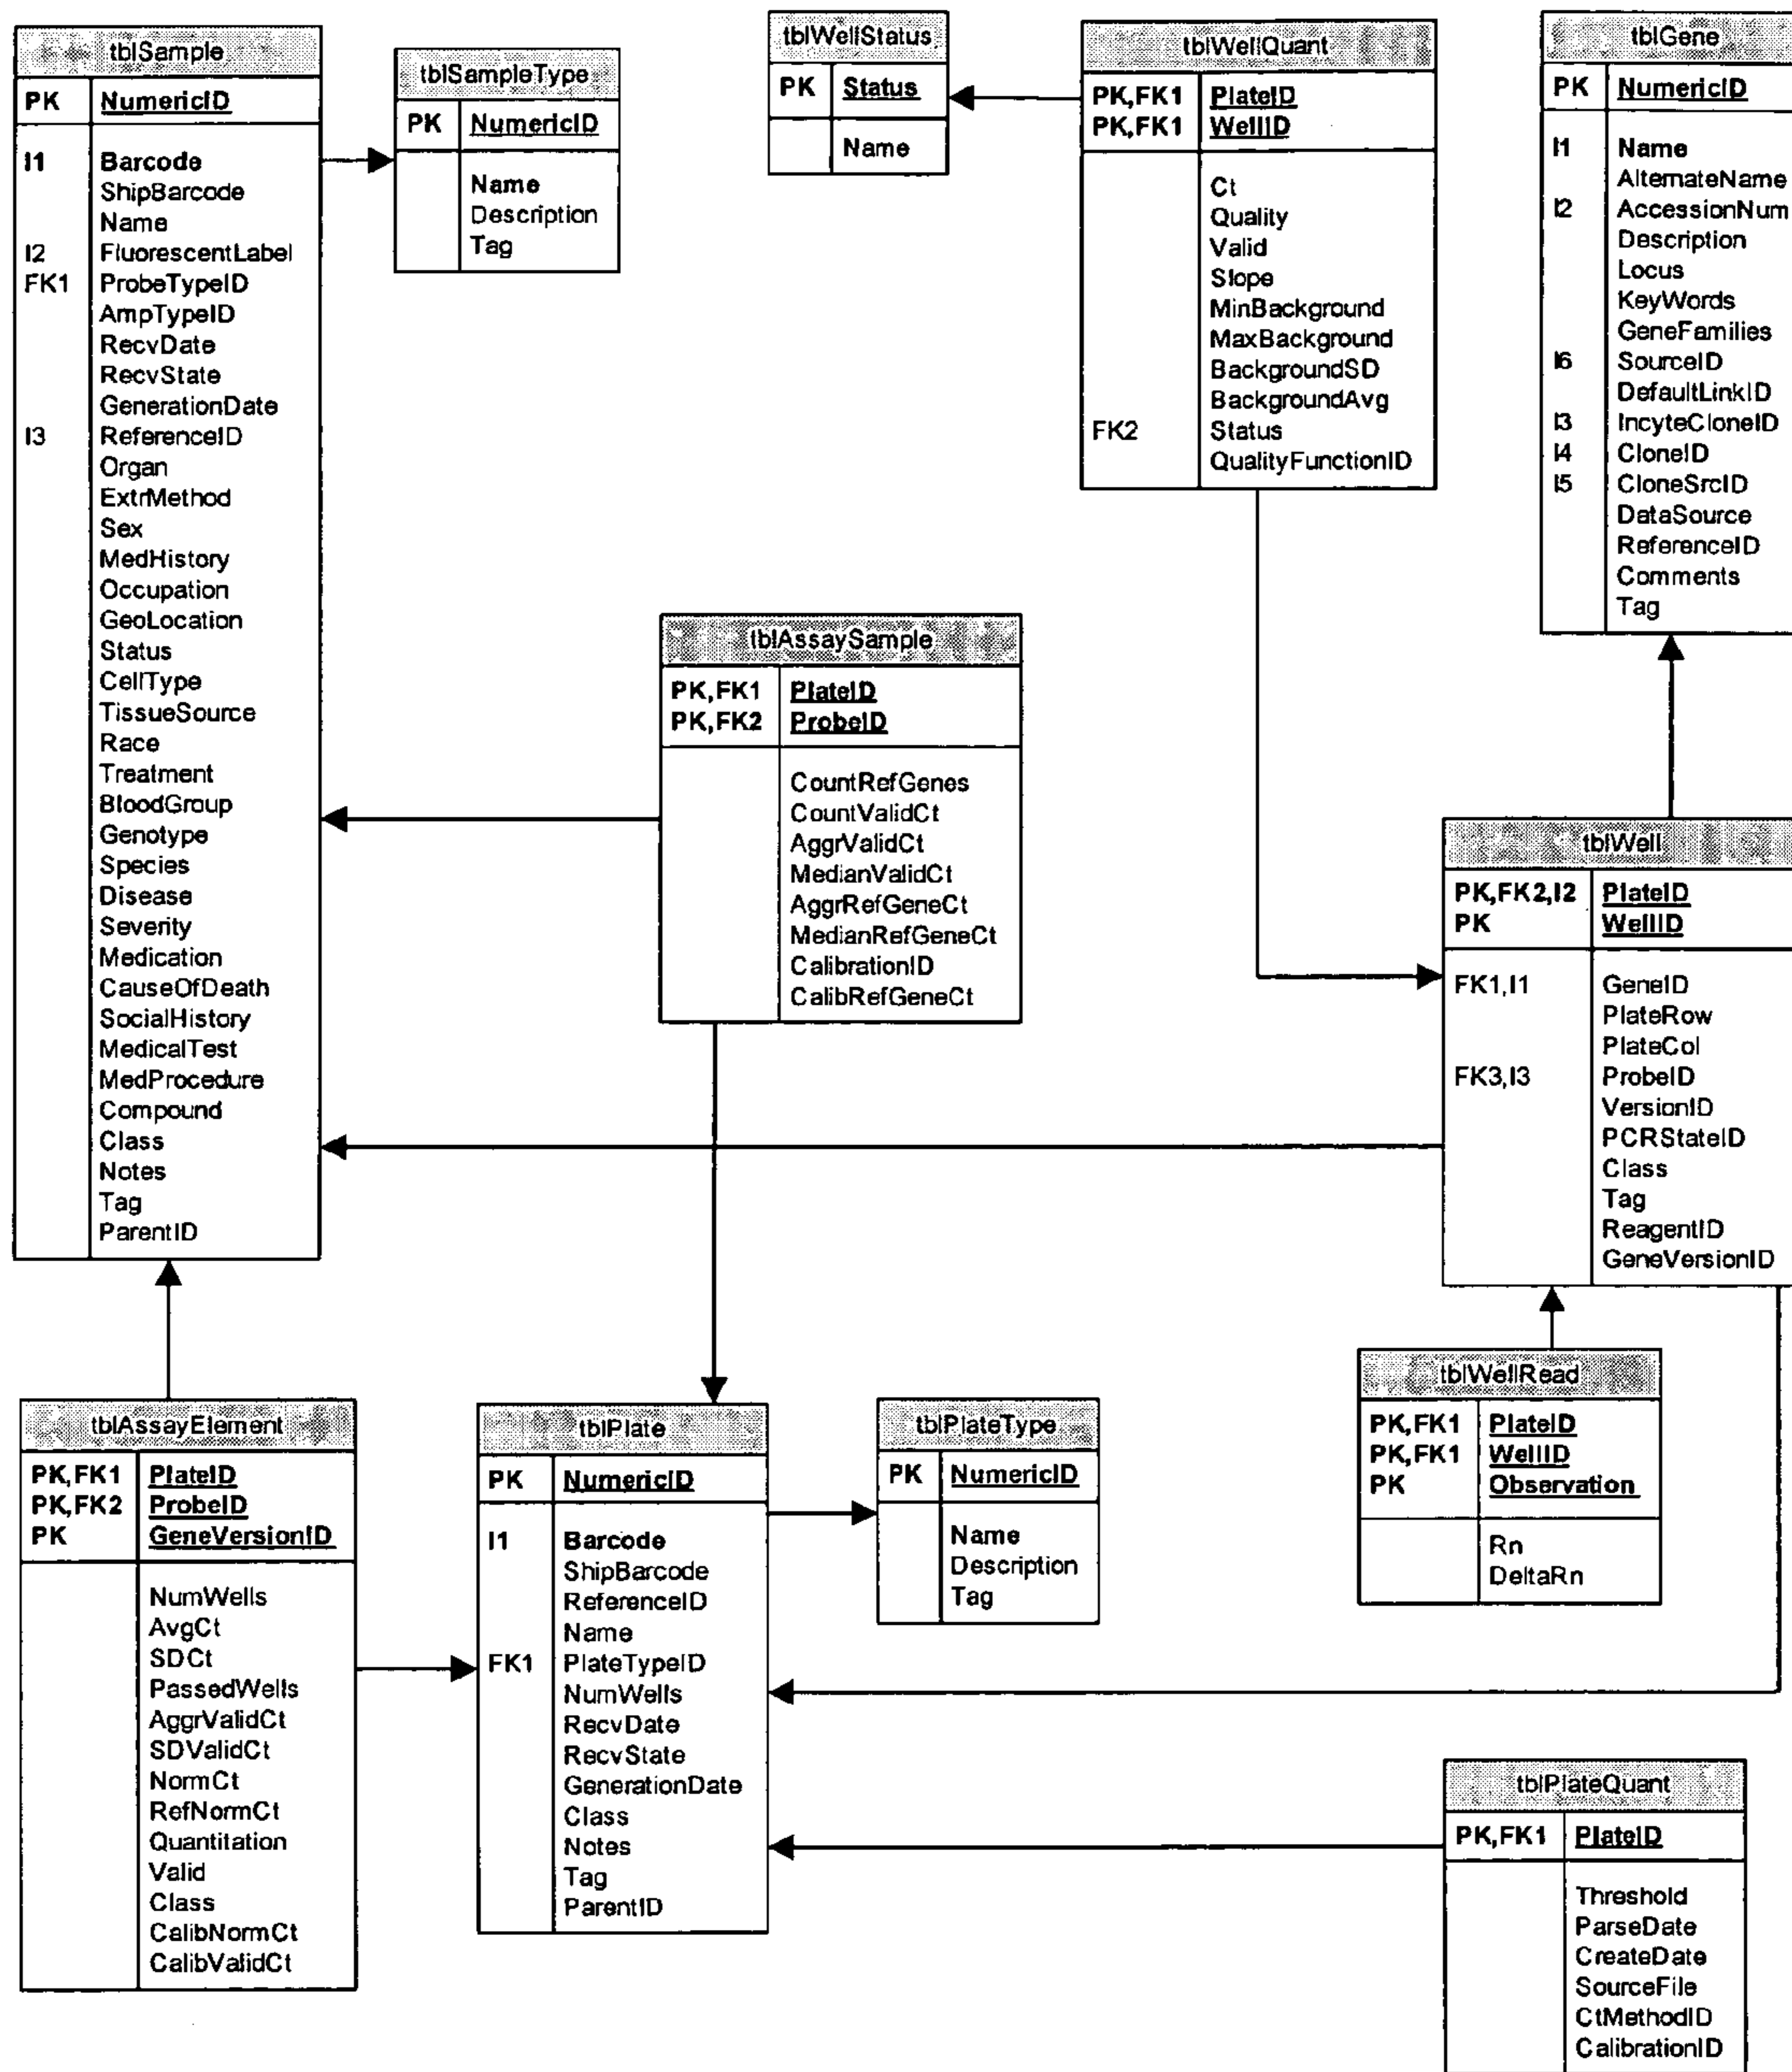 tblSample
PK NumericID
I1 Barcode
ShipBarcode
Name
I2 FluorescentLabel
FK1 ProbeTypeID
AmpTypeID
RecvDate
RecvState
GenerationDate
I3 ReferenceID
Organ
ExtrMethod
Sex
MedHistory
Occupation
GeoLocation
Status
CellType
TissueSource
Race
Treatment
BloodGroup
Genotype
Species
Disease
Severity
Medication
CauseOfDeath
SocialHistory
MedicalTest
MedProcedure
Compound
Class
Notes
Tag
ParentID
tblSampleType
PK NumericID
Name
Description
Tag
tblWellStatus
PK Status
Name
tblWellQuant
PK,FK1 PlateID
PK,FK1 WellID
Ct
Quality
Valid
Slope
MinBackground
MaxBackground
BackgroundSD
BackgroundAvg
FK2 Status
QualityFunctionID
tblGene
PK NumericID
I1 Name
AlternateName
I2 AccessionNum
Description
Locus
KeyWords
GeneFamilies
I6 SourceID
DefaultLinkID
I3 IncyteCloneID
I4 CloneID
I5 CloneSrcID
DataSource
ReferenceID
Comments
Tag
tblAssaySample
PK,FK1 PlateID
PK,FK2 ProbeID
CountRefGenes
CountValidCt
AggrValidCt
MedianValidCt
AggrRefGeneCt
MedianRefGeneCt
CalibrationID
CalibRefGeneCt
tblWell
PK,FK2,I2 PlateID
PK WellID
FK1,I1 GeneID
PlateRow
PlateCol
FK3,I3 ProbeID
VersionID
PCRStateID
Class
Tag
ReagentID
GeneVersionID
tblAssayElement
PK,FK1 PlateID
PK,FK2 ProbeID
PK GeneVersionID
NumWells
AvgCt
SDCt
PassedWells
AggrValidCt
SDValidCt
NormCt
RefNormCt
Quantitation
Valid
Class
CalibNormCt
CalibValidCt
tblPlate
PK NumericID
I1 Barcode
ShipBarcode
ReferenceID
Name
FK1 PlateTypeID
NumWells
RecvDate
RecvState
GenerationDate
Class
Notes
Tag
ParentID
tblPlateType
PK NumericID
Name
Description
Tag
tblWellRead
PK,FK1 PlateID
PK,FK1 WellID
PK Observation
Rn
DeltaRn
tblPlateQuant
PK,FK1 PlateID
Threshold
ParseDate
CreateDate
SourceFile
CtMethodID
CalibrationID